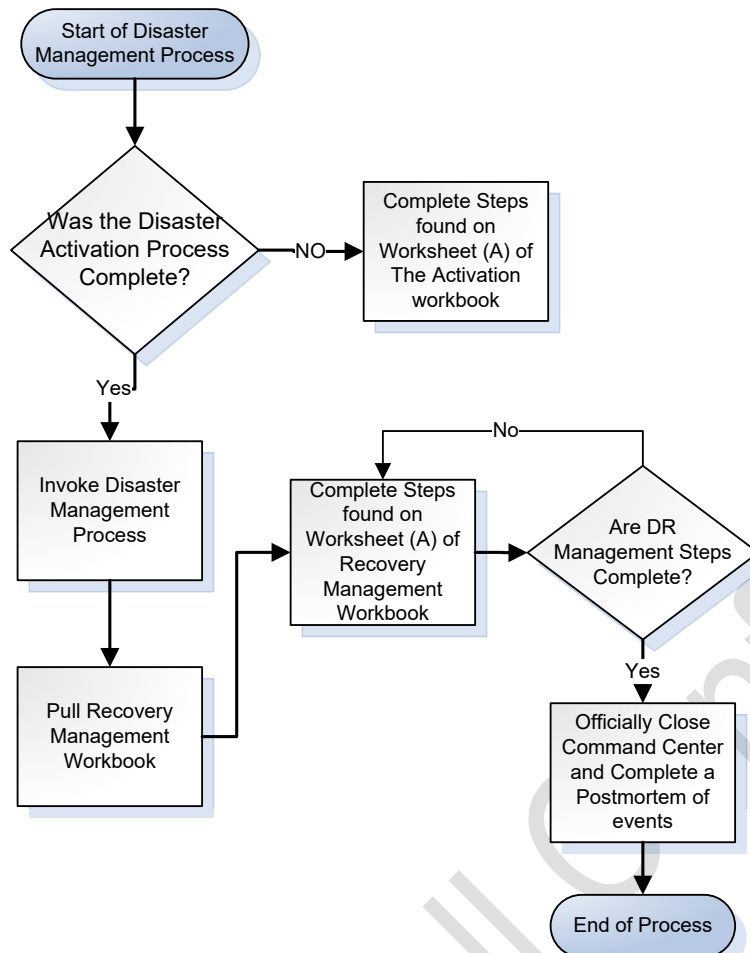 Start of Disaster
Management Process
Was the Disaster
Activation Process
Complete?
NO
Complete Steps
found on
Worksheet (A) of
The Activation
workbook
Yes
Invoke Disaster
Management
Process
Pull Recovery
Management
Workbook
Complete Steps
found on
Worksheet (A) of
Recovery
Management
Workbook
No
Are DR
Management Steps
Complete?
Yes
Officially Close
Command Center
and Complete a
Postmortem of
events
End of Process